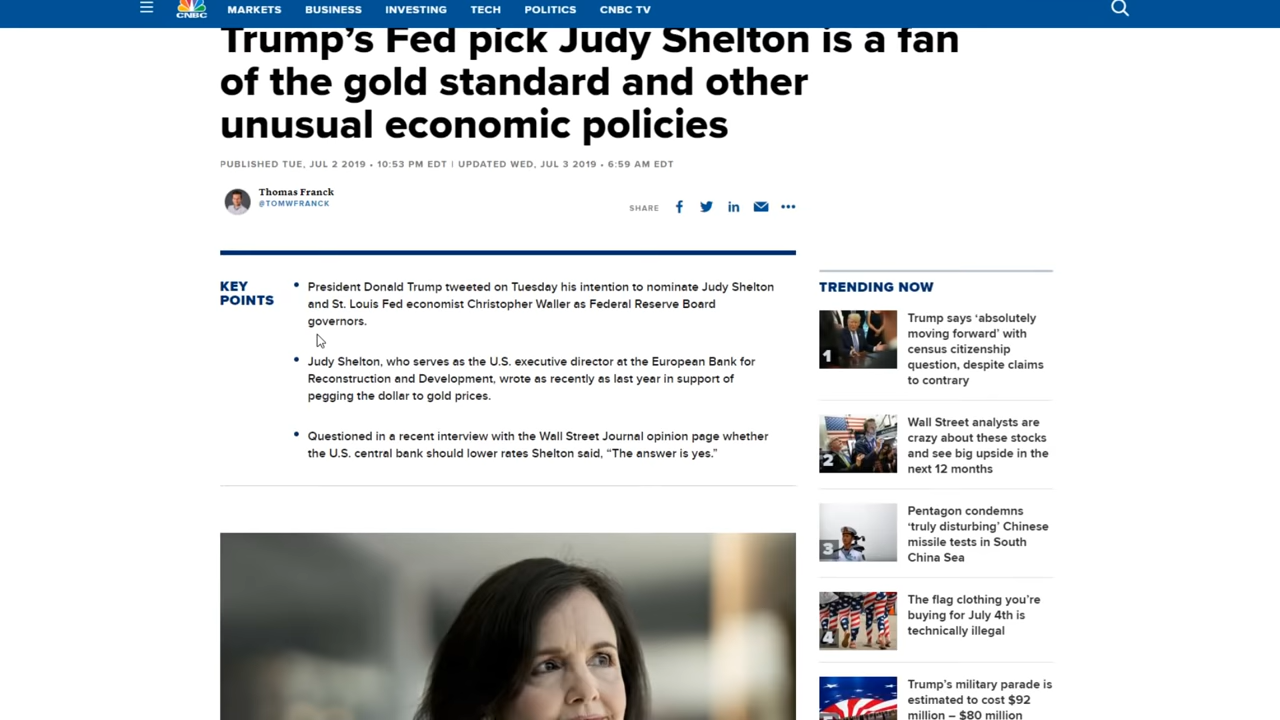 CNBC
MARKETS
BUSINESS
INVESTING
TECH
POLITICS
CNBC TV
Trump’s Fed pick Judy Shelton is a fan
of the gold standard and other
unusual economic policies
PUBLISHED TUE, JUL 2 2019 • 10:53 PM EDT | UPDATED WED, JUL 3 2019 • 6:59 AM EDT
Thomas Franck
@TOMWFRANCK
SHARE
KEY
POINTS
President Donald Trump tweeted on Tuesday his intention to nominate Judy Shelton
and St. Louis Fed economist Christopher Waller as Federal Reserve Board
governors.
Judy Shelton, who serves as the U.S. executive director at the European Bank for
Reconstruction and Development, wrote as recently as last year in support of
pegging the dollar to gold prices.
Questioned in a recent interview with the Wall Street Journal opinion page whether
the U.S. central bank should lower rates Shelton said, “The answer is yes.”
TRENDING NOW
1
Trump says ‘absolutely
moving forward’ with
census citizenship
question, despite claims
to contrary
2
Wall Street analysts are
crazy about these stocks
and see big upside in the
next 12 months
3
Pentagon condemns
‘truly disturbing’ Chinese
missile tests in South
China Sea
4
The flag clothing you’re
buying for July 4th is
technically illegal
Trump’s military parade is
estimated to cost $92
million – $80 million